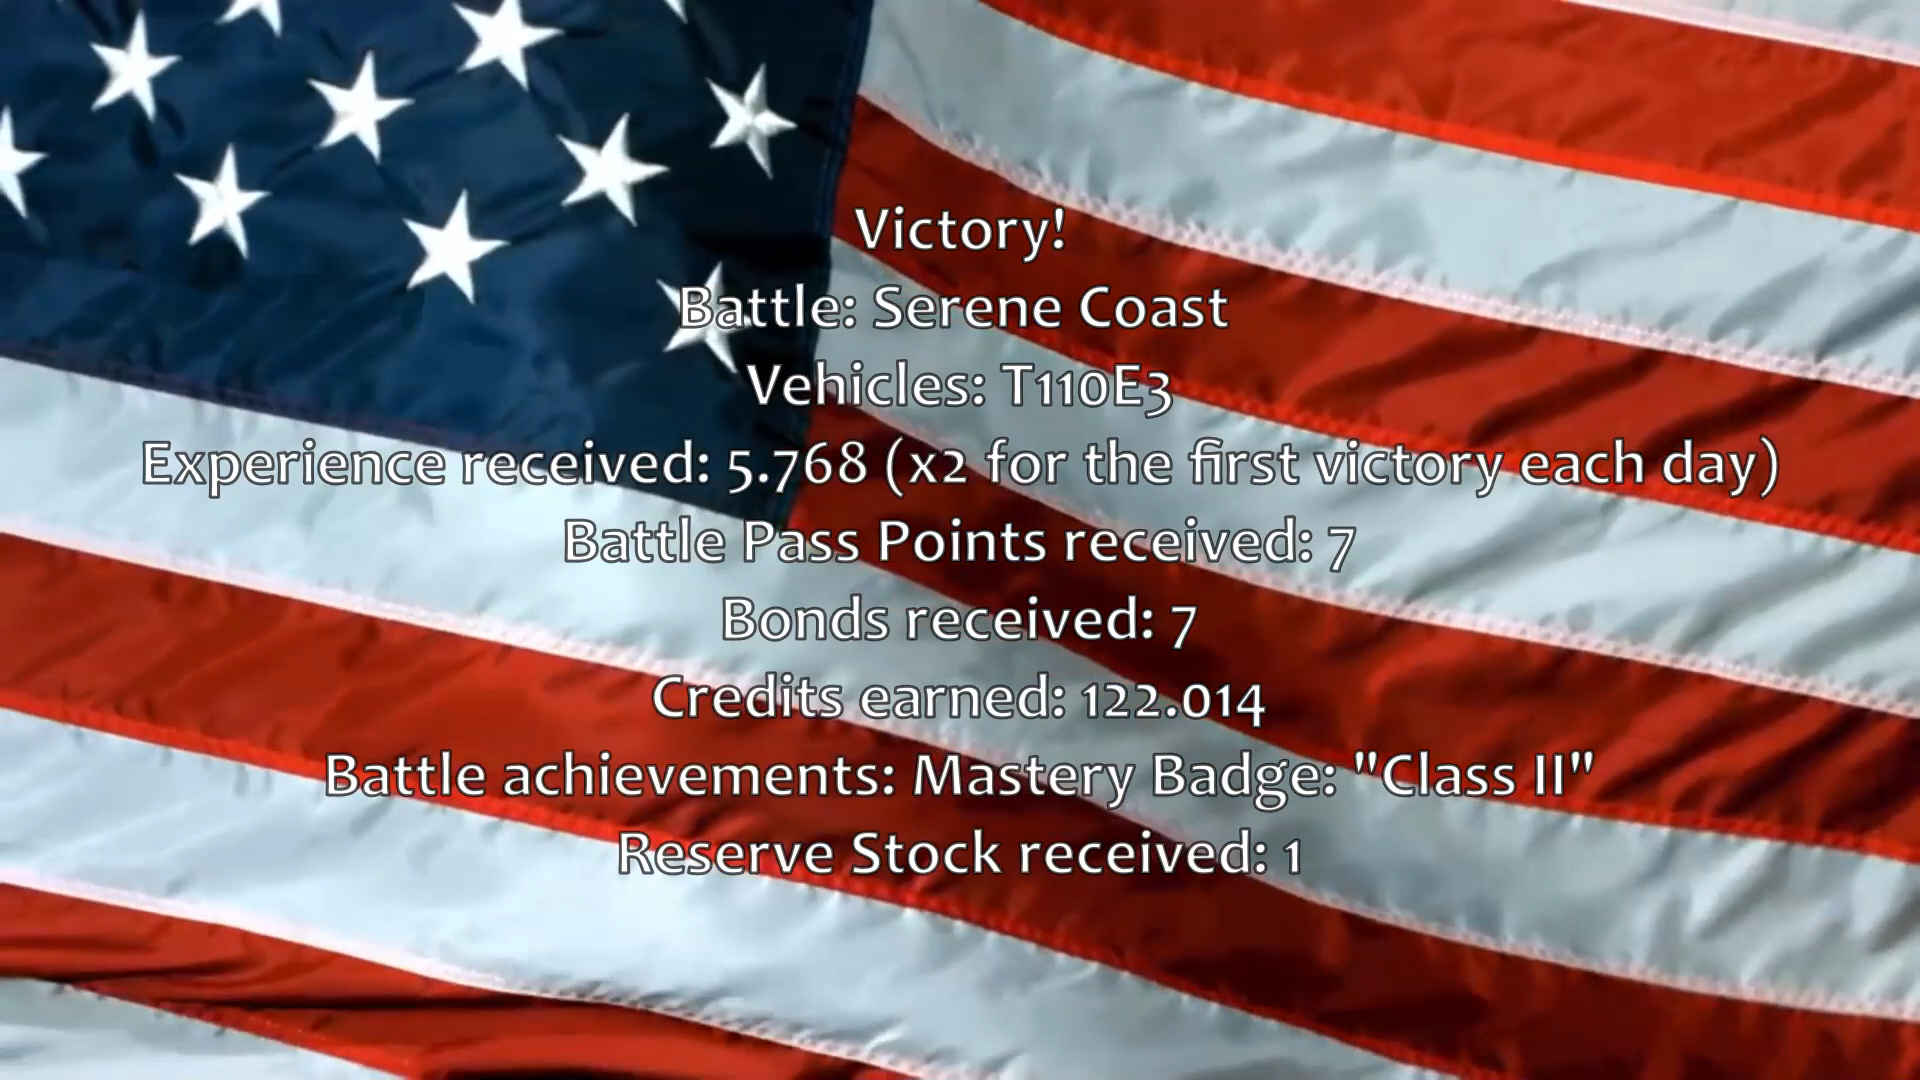 Victory!
Battle: Serene Coast
Vehicles: T110E3
Experience received: 5.768 (x2 for the first victory each day)
Battle Pass Points received: 7
Bonds received: 7
Credits earned: 122.014
Battle achievements: Mastery Badge: "Class II"
Reserve Stock received: 1